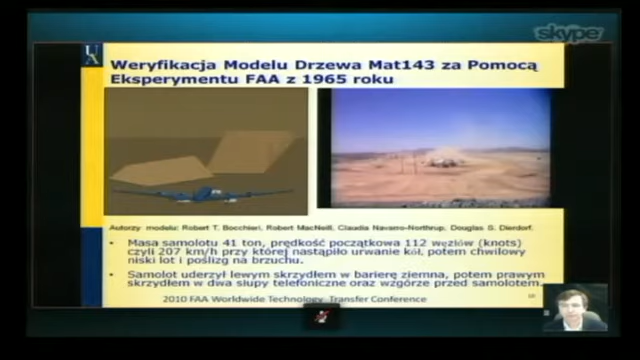 skype
UA
Weryfikacja Modelu Drzewa Mat143 za Pomocą
Eksperymentu FAA z 1965 roku
Autorzy modelu: Robert T. Bocchieri, Robert MacNeill, Claudia Navarro-Northrup, Douglas S. Dierdorf.
• Masa samolotu 41 ton, prędkość początkowa 112 węzłów (knots)
czyli 207 km/h przy której nastąpiło urwanie kół, potem chwilowy
niski lot i poślizg na brzuchu.
• Samolot uderzył lewym skrzydłem w barierę ziemna, potem prawym
skrzydłem w dwa słupy telefoniczne oraz wzgórze przed samolotem.
2010 FAA Worldwide Technology Transfer Conference